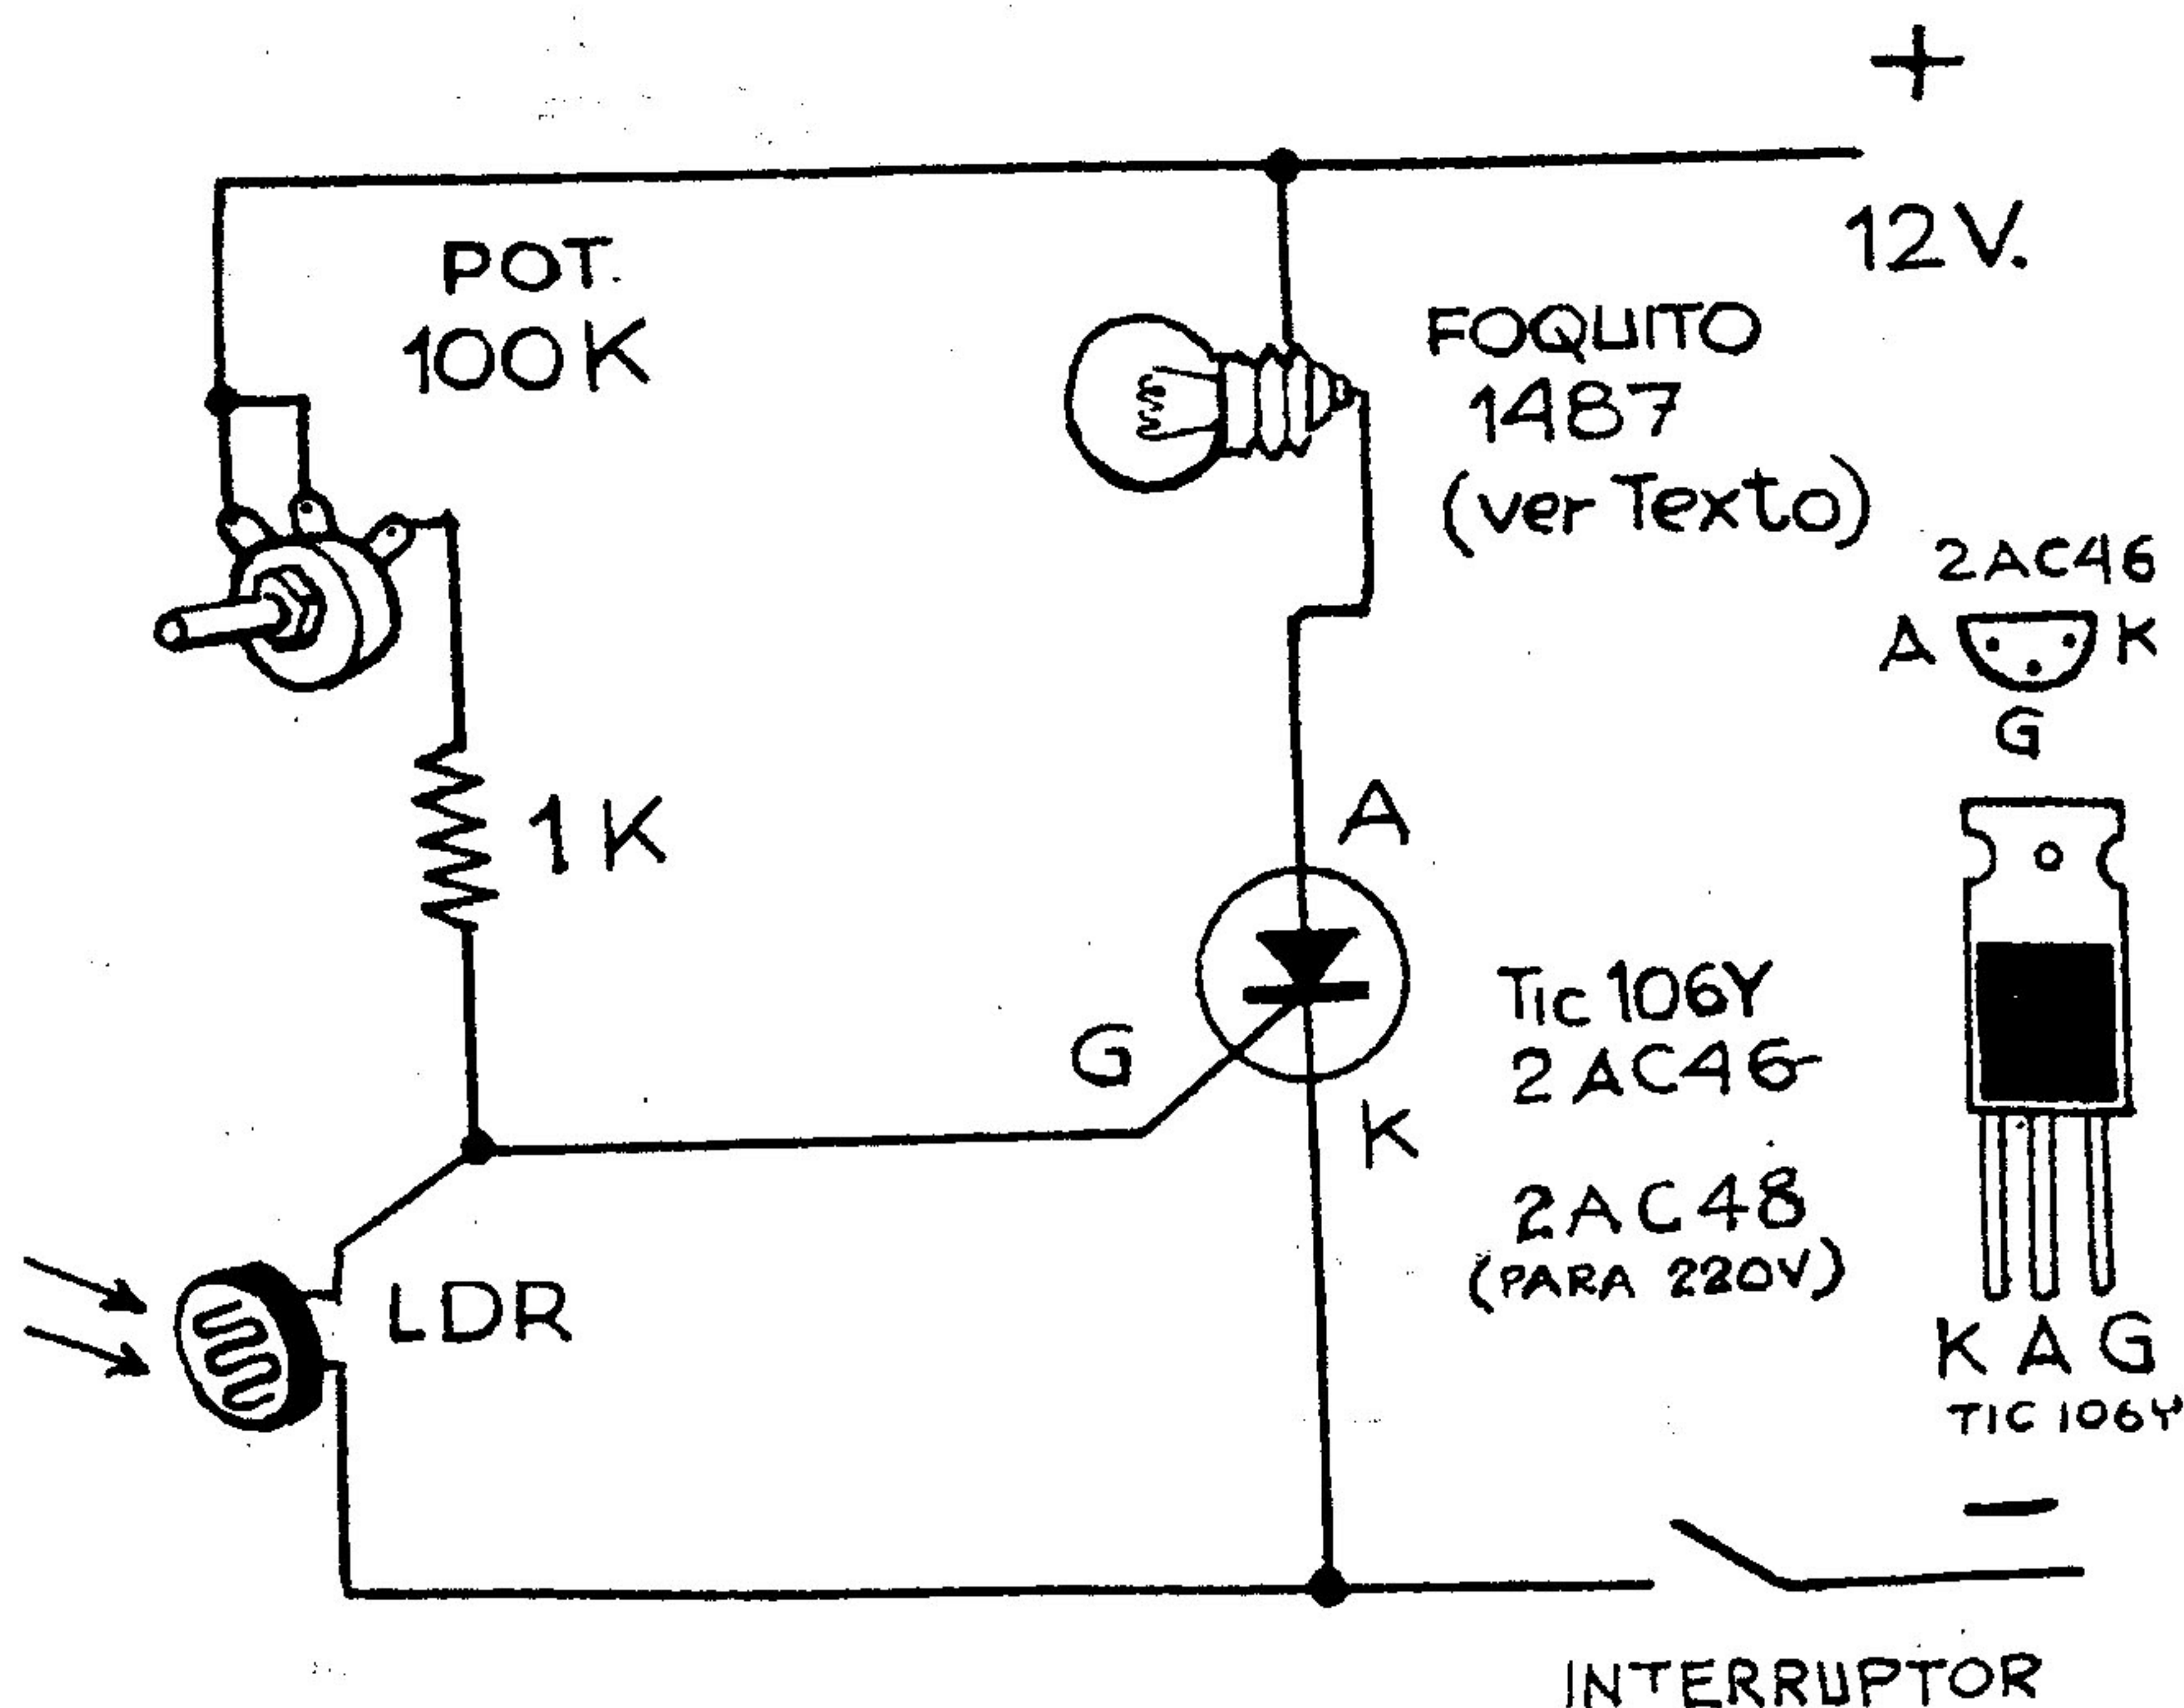 +
12V.
POT.
100K
FOQUITO
1487
(ver Texto)
2AC46
A
K
G
1K
A
Tic 106Y
2AC46
G
K
2AC48
(PARA 220V)
LDR
K A G
TIC 106Y
-
INTERRUPTOR